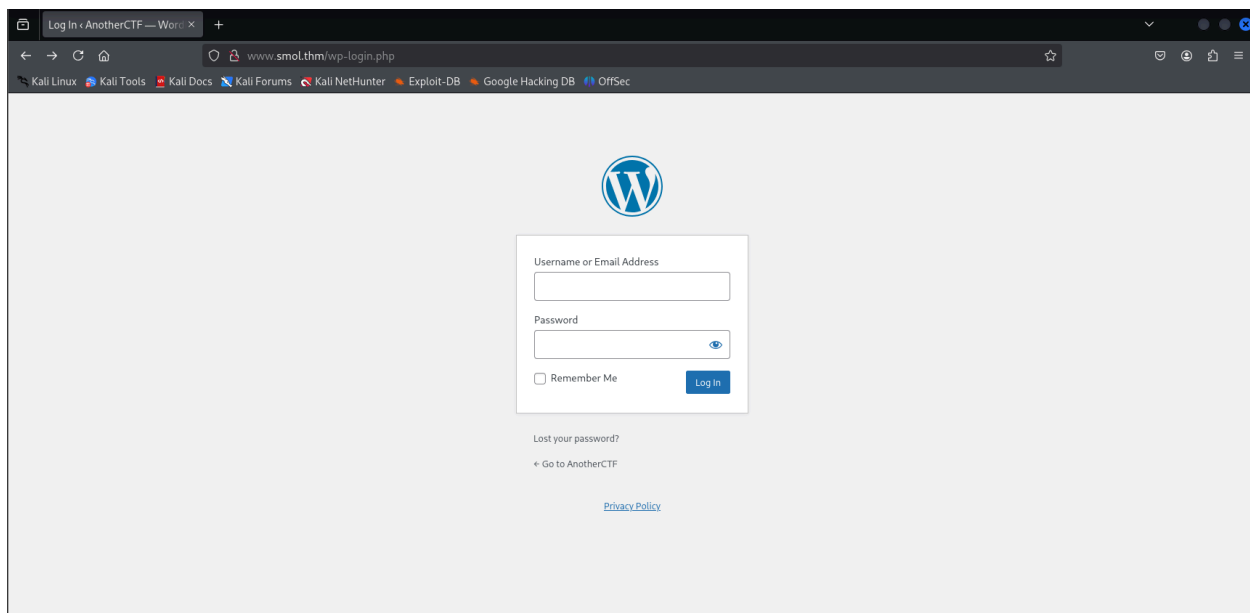 Log In ‹ AnotherCTF — Word
www.smol.thm/wp-login.php
Kali Linux Kali Tools Kali Docs Kali Forums Kali NetHunter Exploit-DB Google Hacking DB OffSec
Username or Email Address
Password
Remember Me Log In
Lost your password?
← Go to AnotherCTF
Privacy Policy